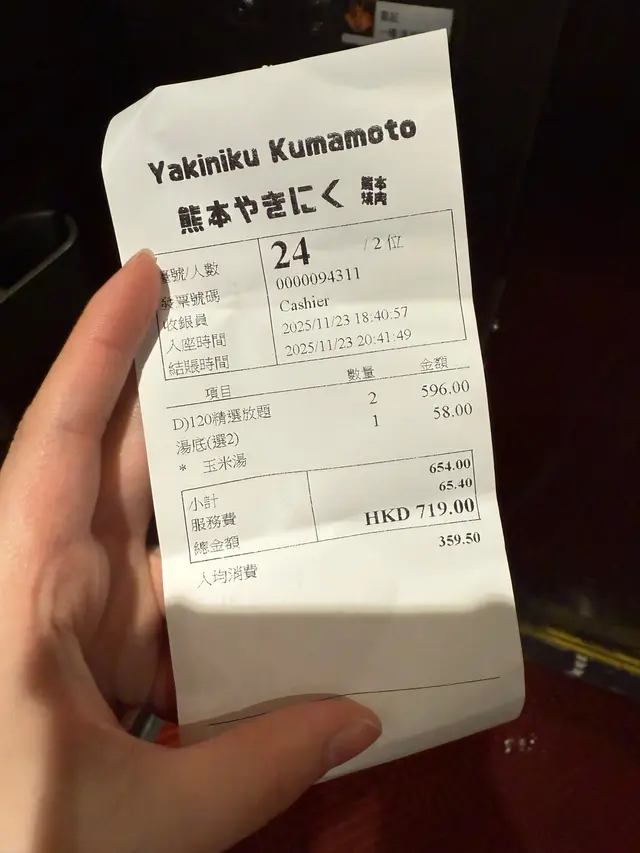 Yakiniku Kumamoto
熊本やきにく 熊本焼肉
臺號/人數 24 / 2 位
發票號碼 0000094311
收銀員 Cashier
入座時間 2025/11/23 18:40:57
結賬時間 2025/11/23 20:41:49
項目 數量 金額
D)120精選放題 2 596.00
湯底(選2) 1 58.00
* 玉米湯
小計 654.00
服務費 65.40
總金額 HKD 719.00
人均消費 359.50